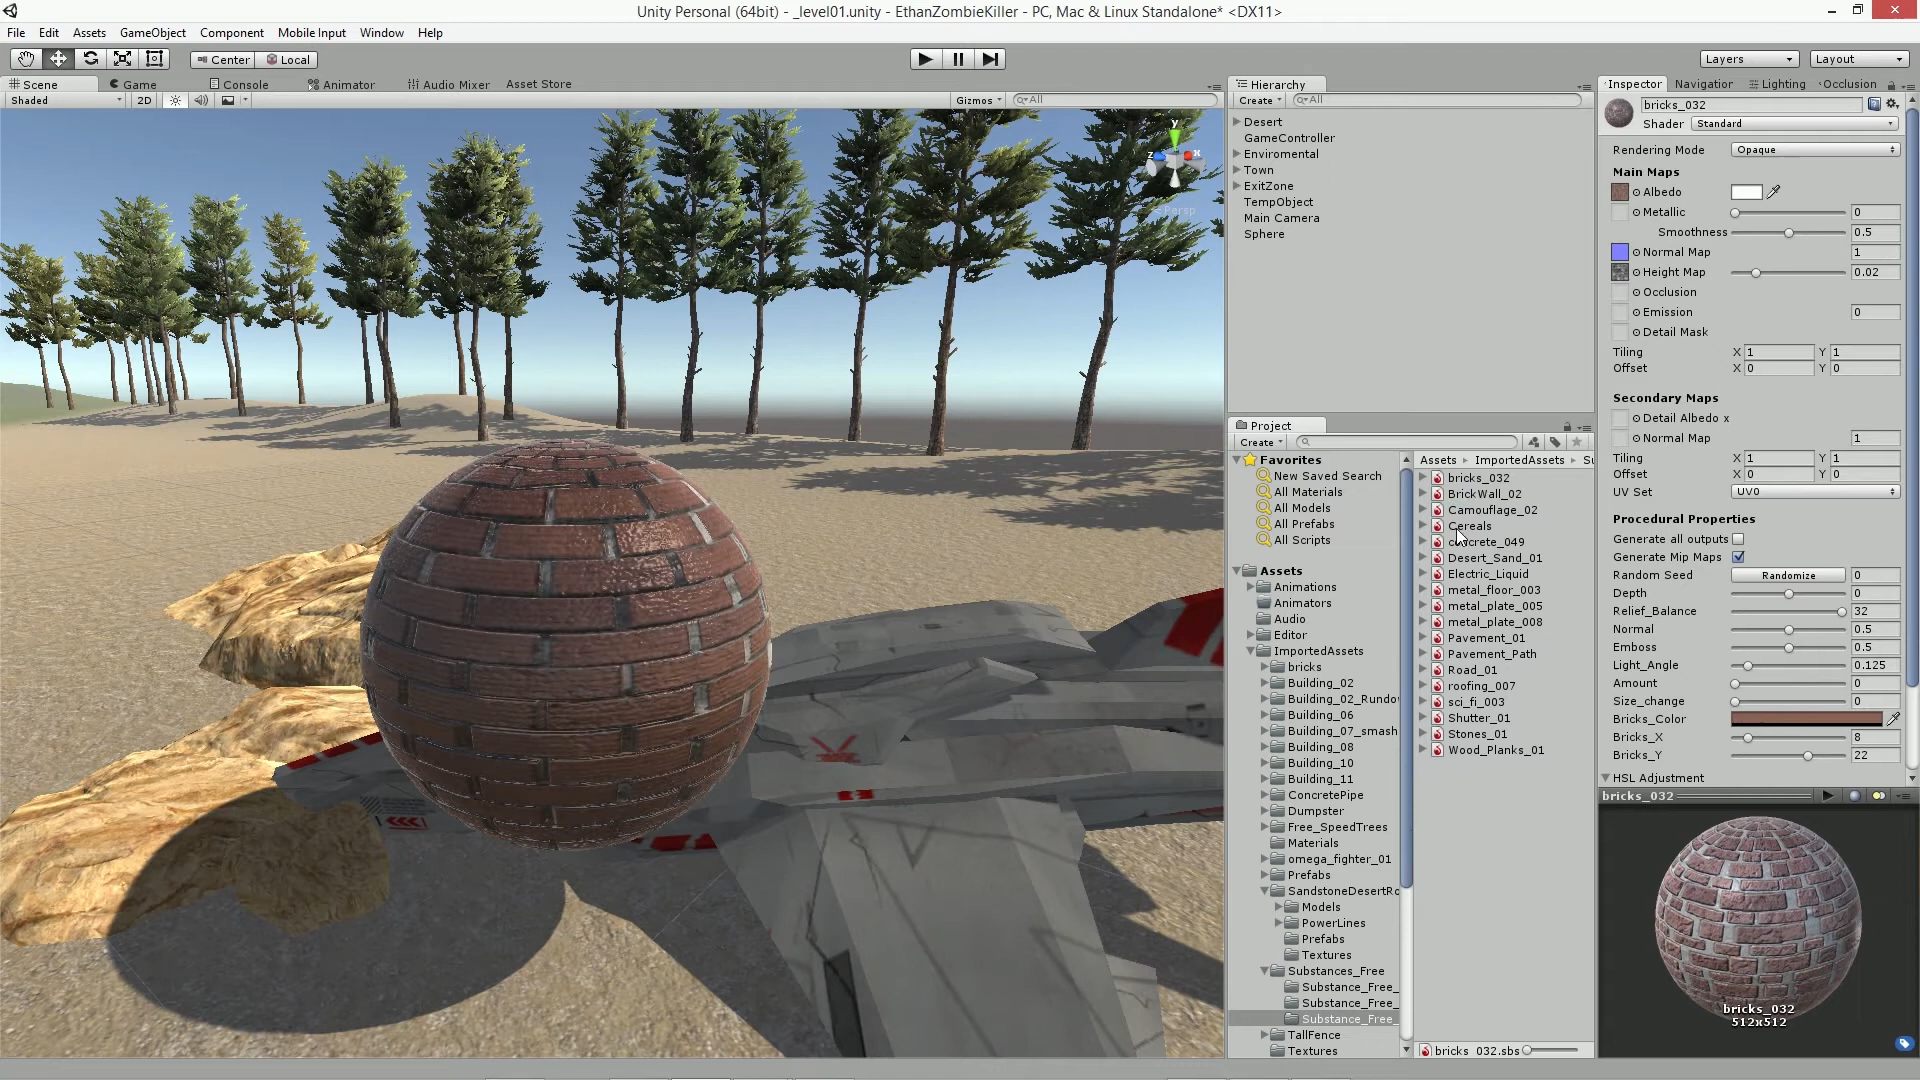 Unity Personal (64bit) - _level01.unity - EthanZombieKiller - PC, Mac & Linux Standalone* <DX11>
File Edit Assets GameObject Component Mobile Input Window Help
Center Local
Layers Layout
Scene Game Console Animator Audio Mixer Asset Store
Shaded 2D Gizmos All
y
z x
< Persp
Hierarchy
Create All
Desert
GameController
Enviromental
Town
ExitZone
TempObject
Main Camera
Sphere
Project
Create
Favorites
New Saved Search
All Materials
All Models
All Prefabs
All Scripts
Assets
Animations
Animators
Audio
Editor
ImportedAssets
bricks
Building_02
Building_02_Rundo
Building_06
Building_07_smash
Building_08
Building_10
Building_11
ConcretePipe
Dumpster
Free_SpeedTrees
Materials
omega_fighter_01
Prefabs
SandstoneDesertRo
Models
PowerLines
Prefabs
Textures
Substances_Free
Substance_Free_
Substance_Free_
Substance_Free_
TallFence
Textures
Assets ImportedAssets Su
bricks_032
BrickWall_02
Camouflage_02
Cereals
concrete_049
Desert_Sand_01
Electric_Liquid
metal_floor_003
metal_plate_005
metal_plate_008
Pavement_01
Pavement_Path
Road_01
roofing_007
sci_fi_003
Shutter_01
Stones_01
Wood_Planks_01
bricks_032.sbs
Inspector Navigation Lighting Occlusion
bricks_032
Shader Standard
Rendering Mode Opaque
Main Maps
Albedo
Metallic 0
Smoothness 0.5
Normal Map 1
Height Map 0.02
Occlusion
Emission 0
Detail Mask
Tiling X 1 Y 1
Offset X 0 Y 0
Secondary Maps
Detail Albedo x
Normal Map 1
Tiling X 1 Y 1
Offset X 0 Y 0
UV Set UV0
Procedural Properties
Generate all outputs
Generate Mip Maps
Random Seed Randomize 0
Depth 0
Relief_Balance 32
Normal 0.5
Emboss 0.5
Light_Angle 0.125
Amount 0
Size_change 0
Bricks_Color
Bricks_X 8
Bricks_Y 22
HSL Adjustment
bricks_032
bricks_032
512x512